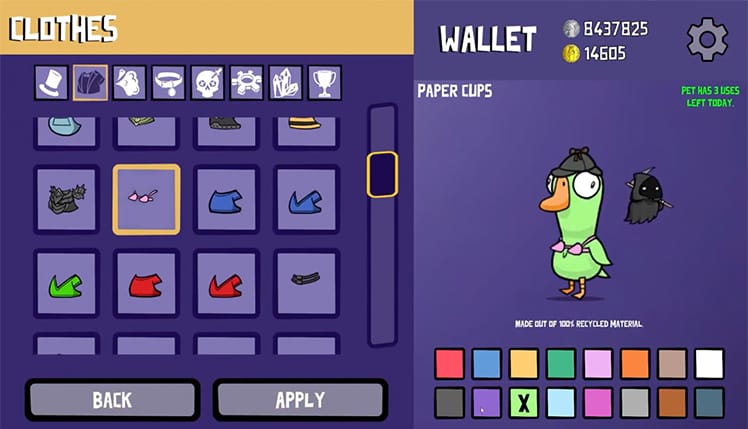 CLOTHES
WALLET
8437825
14605
PAPER CUPS
PET HAS 3 USES
LEFT TODAY.
MADE OUT OF 100% RECYCLED MATERIAL.
X
BACK
APPLY